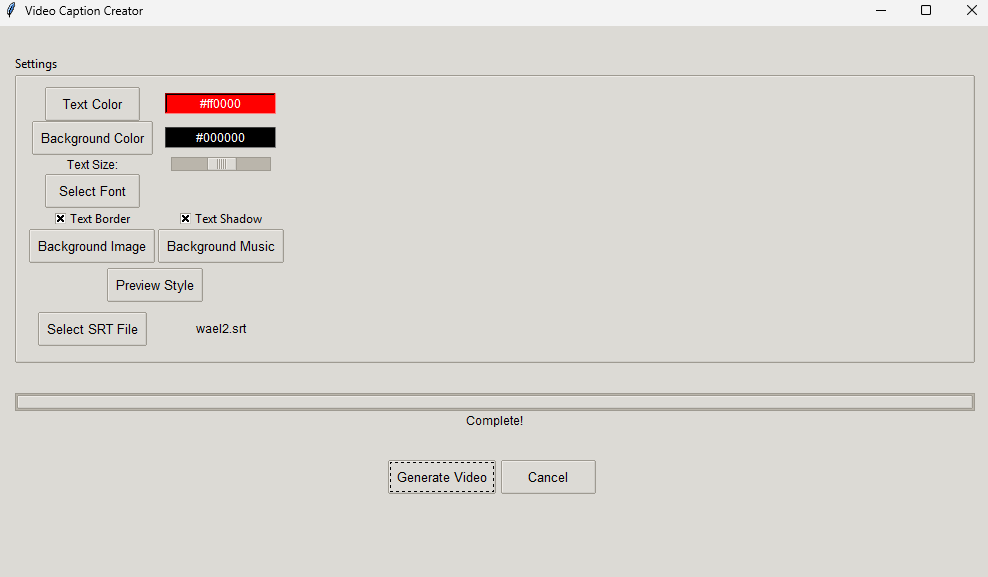 Video Caption Creator
Settings
Text Color #ff0000
Background Color #000000
Text Size:
Select Font
Text Border Text Shadow
Background Image Background Music
Preview Style
Select SRT File wael2.srt
Complete!
Generate Video Cancel